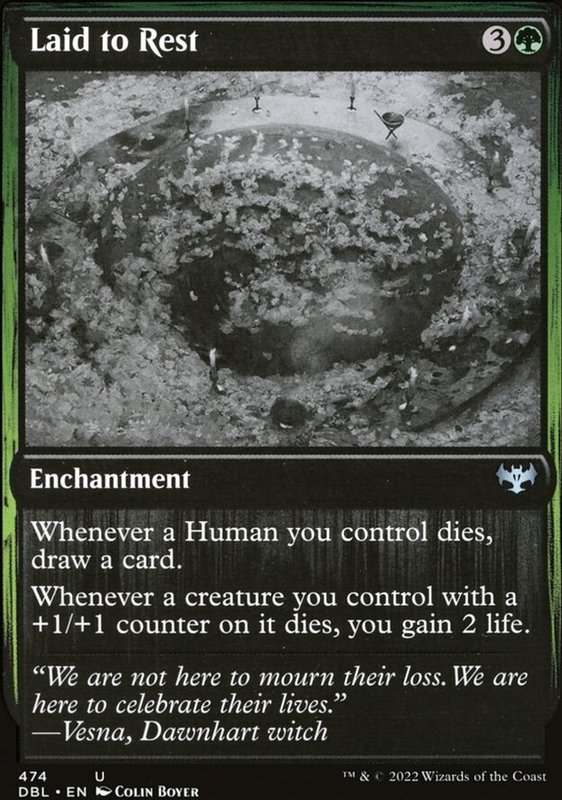 Laid to Rest 3
Enchantment
Whenever a Human you control dies,
draw a card.
Whenever a creature you control with a
+1/+1 counter on it dies, you gain 2 life.
“We are not here to mourn their loss. We are
here to celebrate their lives.”
—Vesna, Dawnhart witch
474 U
DBL • EN Colin Boyer
™ & © 2022 Wizards of the Coast